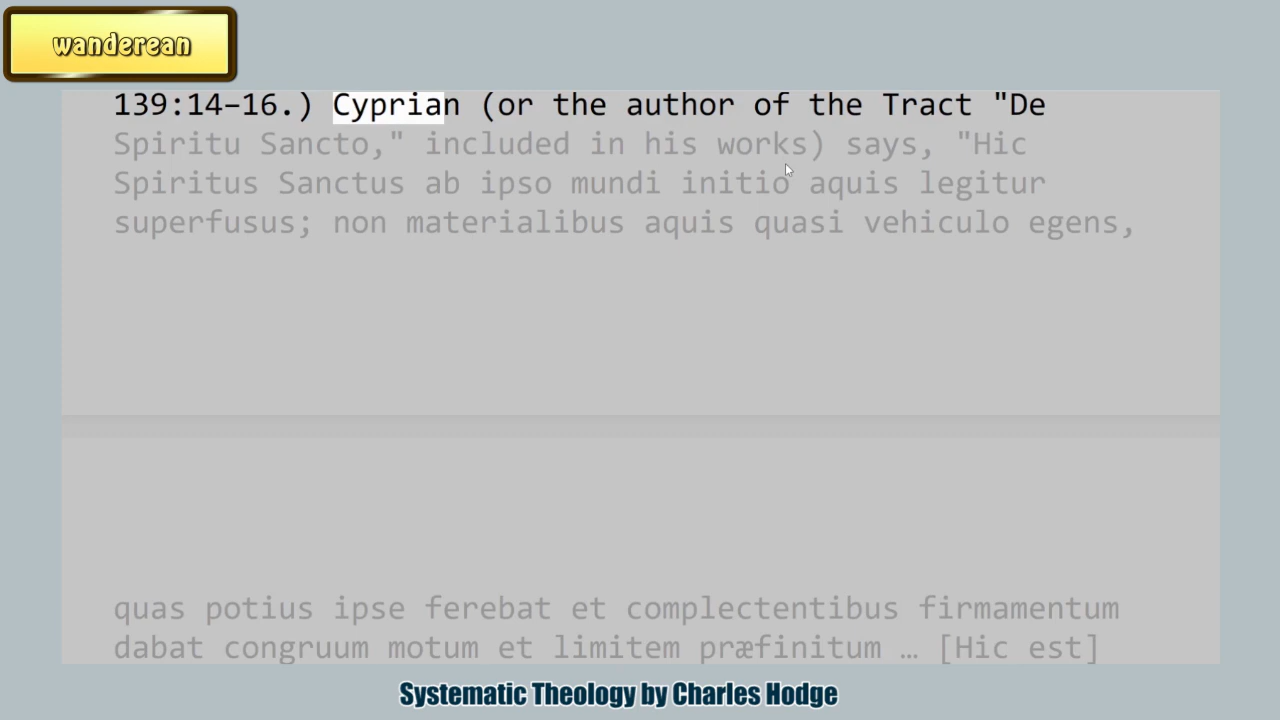 wanderean
139:14–16.) Cyprian (or the author of the Tract "De
Spiritu Sancto," included in his works) says, "Hic
Spiritus Sanctus ab ipso mundi initio aquis legitur
superfusus; non materialibus aquis quasi vehiculo egens,
quas potius ipse ferebat et complectentibus firmamentum
dabat congruum motum et limitem præfinitum … [Hic est]
Systematic Theology by Charles Hodge